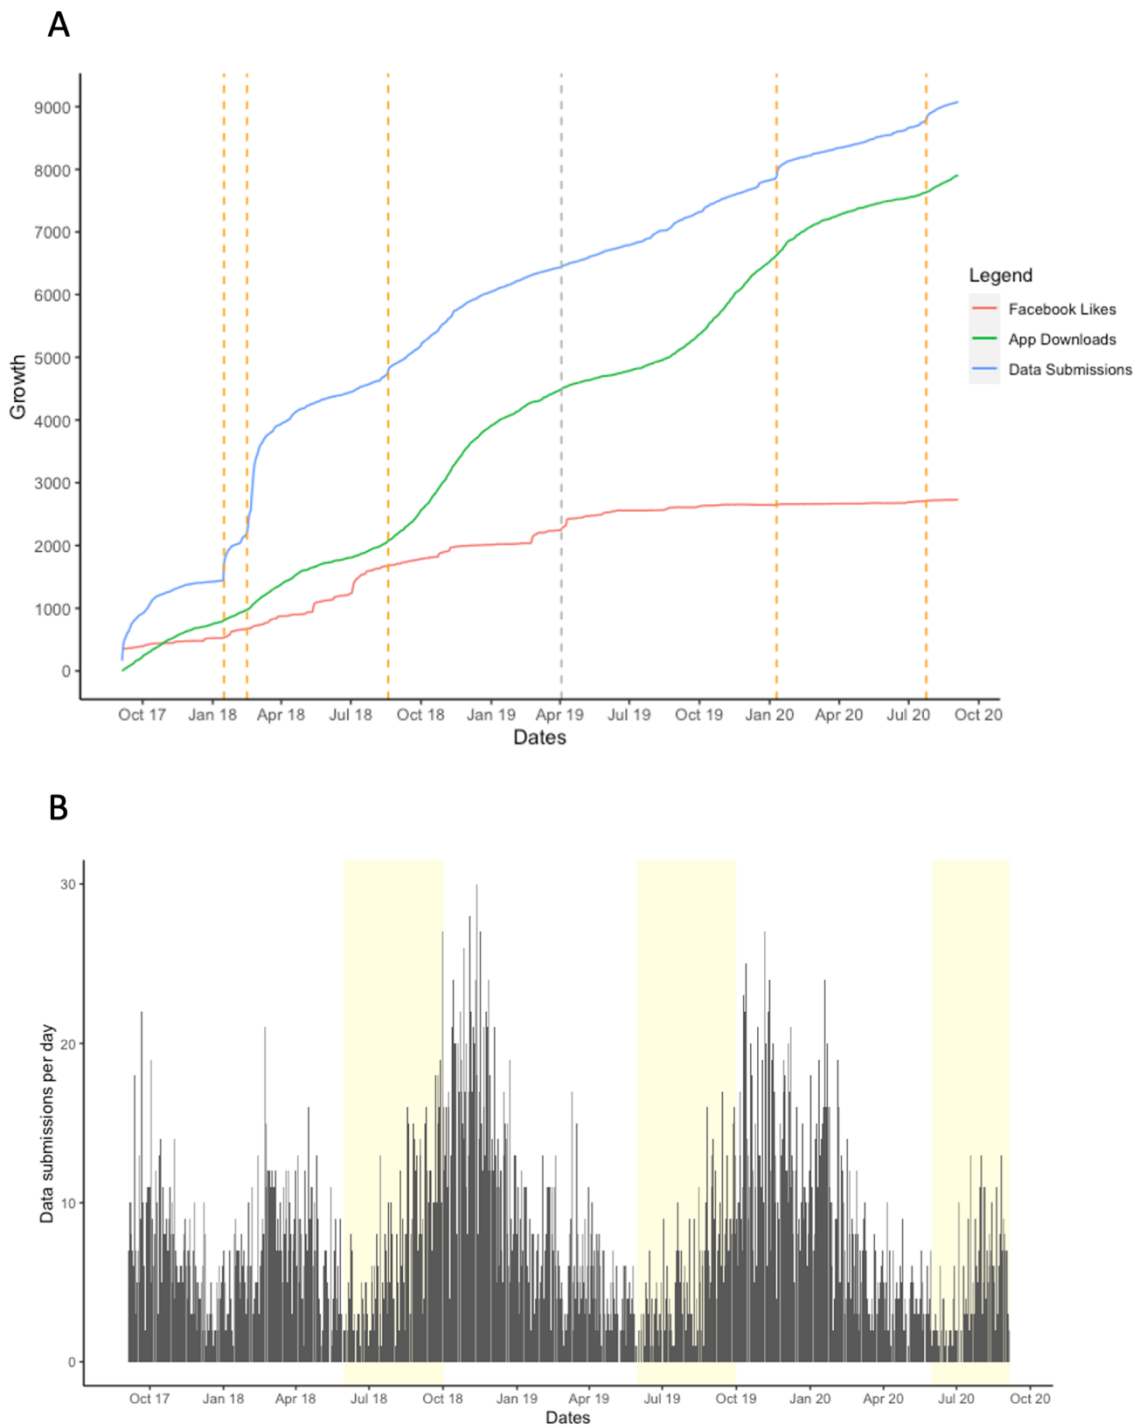 A
Growth
9000
8000
7000
6000
5000
4000
3000
2000
1000
0
Oct 17 Jan 18 Apr 18 Jul 18 Oct 18 Jan 19 Apr 19 Jul 19 Oct 19 Jan 20 Apr 20 Jul 20 Oct 20
Dates
Legend
Facebook Likes
App Downloads
Data Submissions
B
Data submissions per day
30
20
10
0
Oct 17 Jan 18 Apr 18 Jul 18 Oct 18 Jan 19 Apr 19 Jul 19 Oct 19 Jan 20 Apr 20 Jul 20 Oct 20
Dates